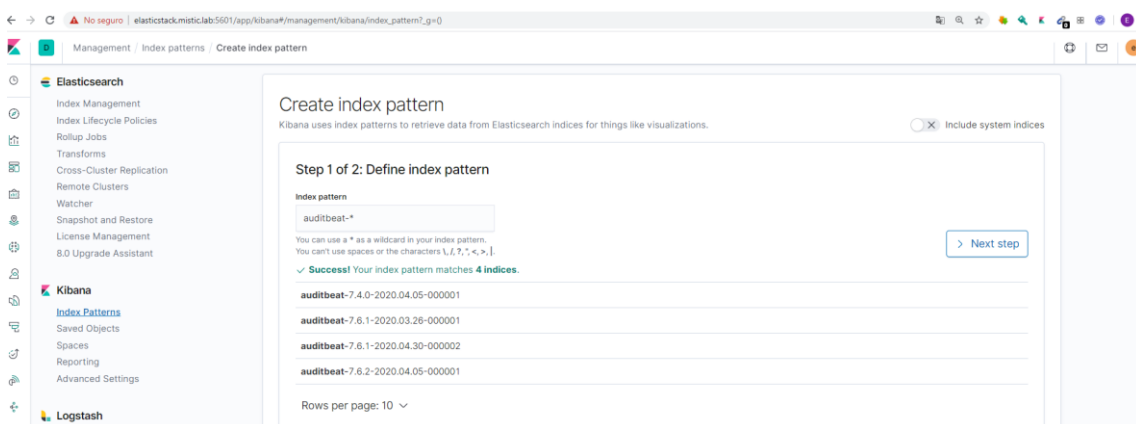 No seguro | elasticstack.mistic.lab:5601/app/kibana#/management/kibana/index_pattern?_g=()
D Management / Index patterns / Create index pattern
Elasticsearch
Index Management
Index Lifecycle Policies
Rollup Jobs
Transforms
Cross-Cluster Replication
Remote Clusters
Watcher
Snapshot and Restore
License Management
8.0 Upgrade Assistant
Kibana
Index Patterns
Saved Objects
Spaces
Reporting
Advanced Settings
Logstash
Create index pattern
Kibana uses index patterns to retrieve data from Elasticsearch indices for things like visualizations.
Include system indices
Step 1 of 2: Define index pattern
Index pattern
auditbeat-*
You can use a * as a wildcard in your index pattern.
You can't use spaces or the characters \, /, ?, ", <, >, |.
Next step
Success! Your index pattern matches 4 indices.
auditbeat-7.4.0-2020.04.05-000001
auditbeat-7.6.1-2020.03.26-000001
auditbeat-7.6.1-2020.04.30-000002
auditbeat-7.6.2-2020.04.05-000001
Rows per page: 10